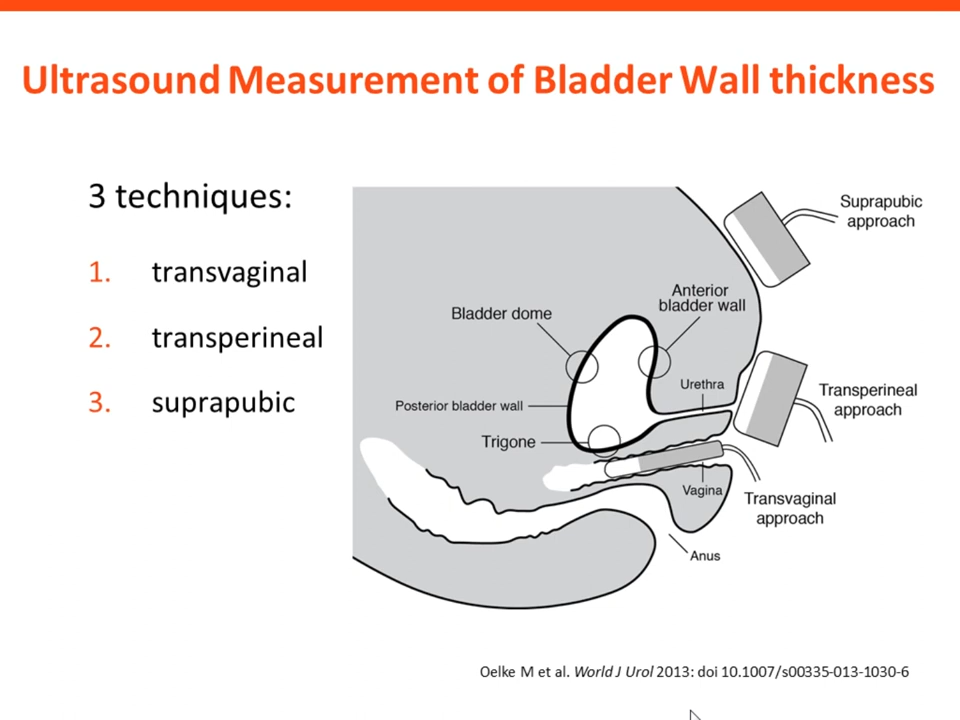 Ultrasound Measurement of Bladder Wall thickness
3 techniques:
1. transvaginal
2. transperineal
3. suprapubic
Suprapubic
approach
Anterior
bladder wall
Bladder dome
Urethra
Transperineal
approach
Posterior bladder wall
Trigone
Vagina
Transvaginal
approach
Anus
Oelke M et al. World J Urol 2013: doi 10.1007/s00335-013-1030-6